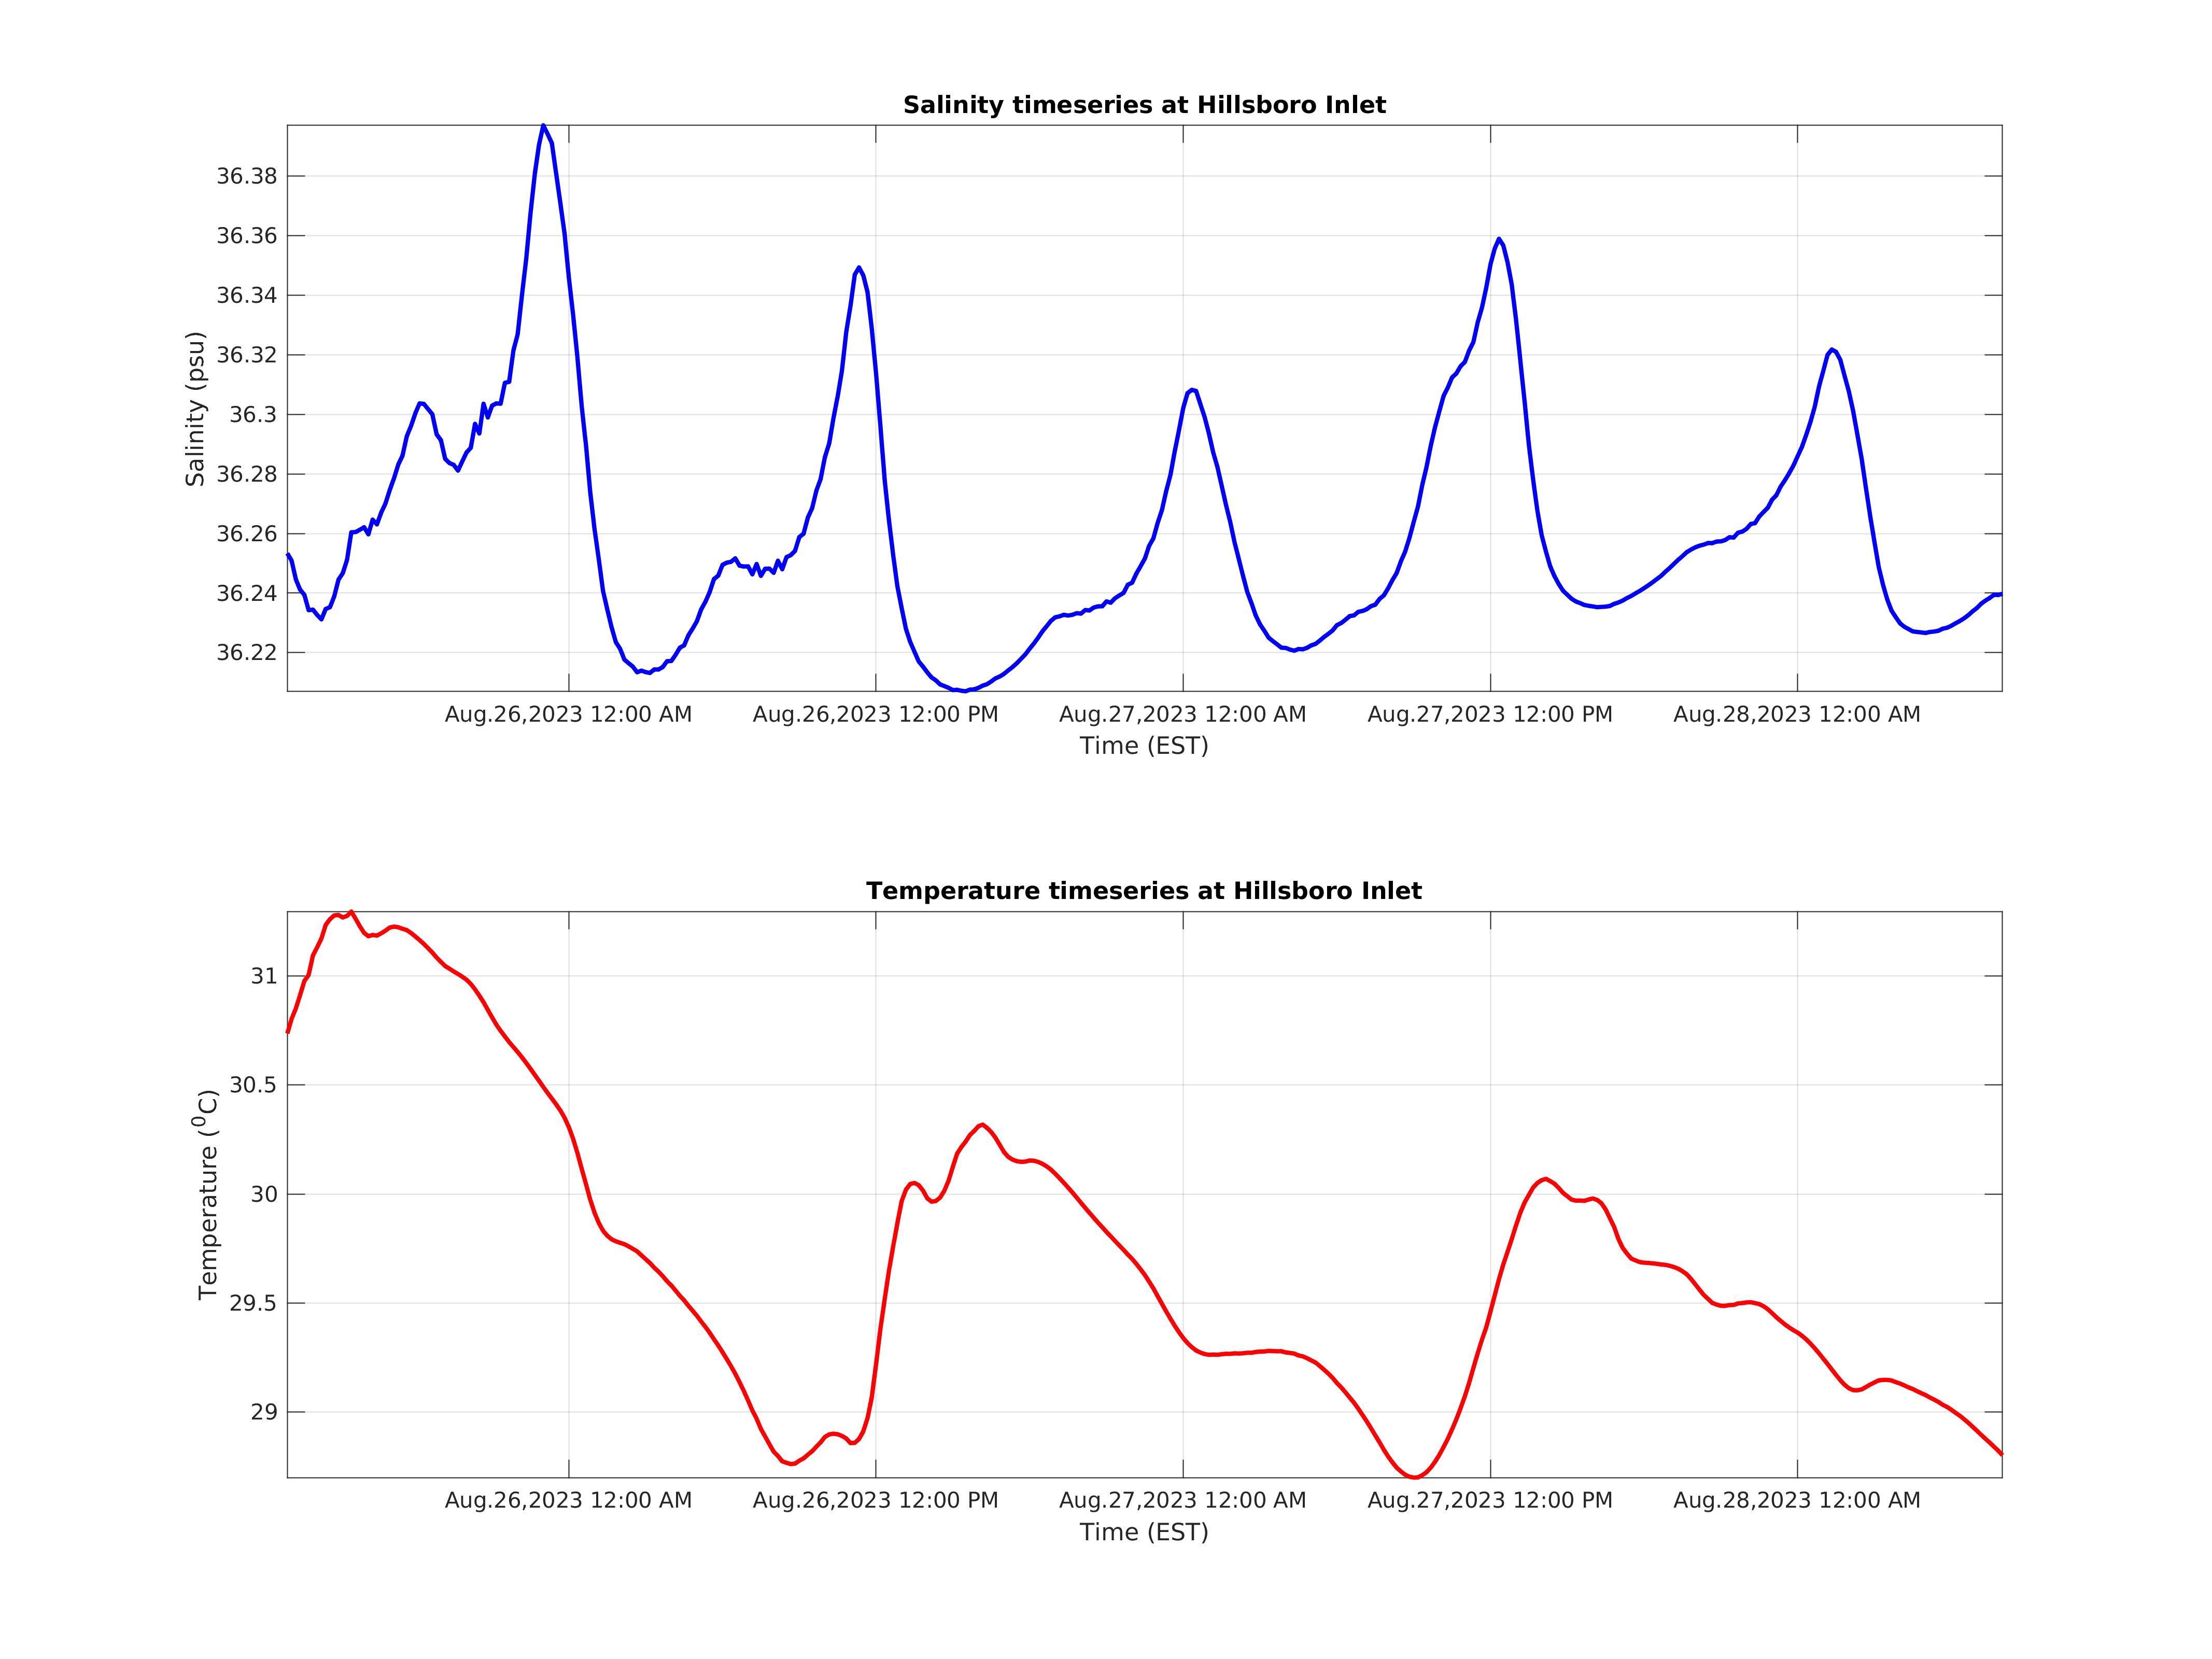 Salinity timeseries at Hillsboro Inlet
Salinity (psu)
36.38
36.36
36.34
36.32
36.3
36.28
36.26
36.24
36.22
Aug.26,2023 12:00 AM Aug.26,2023 12:00 PM Aug.27,2023 12:00 AM Aug.27,2023 12:00 PM Aug.28,2023 12:00 AM
Time (EST)
Temperature timeseries at Hillsboro Inlet
Temperature (⁰C)
31
30.5
30
29.5
29
Aug.26,2023 12:00 AM Aug.26,2023 12:00 PM Aug.27,2023 12:00 AM Aug.27,2023 12:00 PM Aug.28,2023 12:00 AM
Time (EST)